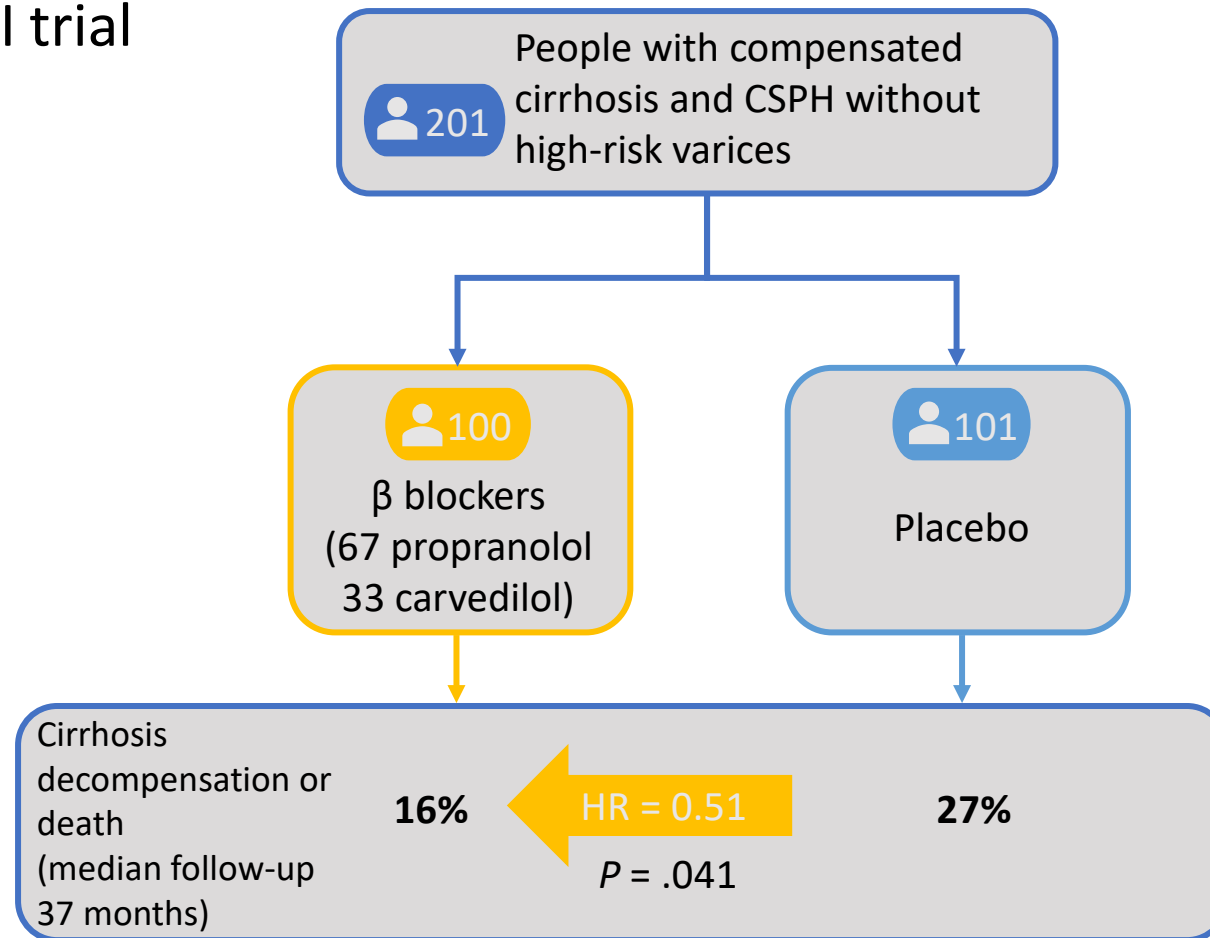 I trial
People with compensated
201 cirrhosis and CSPH without
high-risk varices
100
β blockers
(67 propranolol
33 carvedilol)
101
Placebo
Cirrhosis
decompensation or
death
(median follow-up
37 months)
16%
HR = 0.51
P = .041
27%